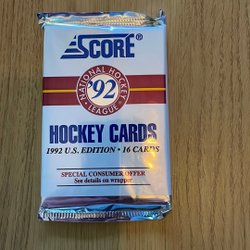 SCORE®
NATIONAL HOCKEY LEAGUE
'92
HOCKEY CARDS
1992 U.S. EDITION • 16 CARDS
SPECIAL CONSUMER OFFER
See details on wrapper